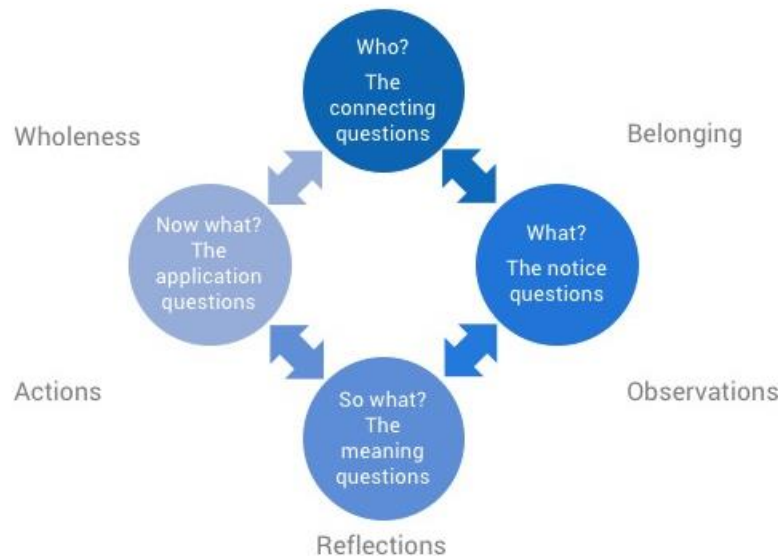 Who?
The
connecting
questions
Wholeness
Belonging
Now what?
The
application
questions
What?
The notice
questions
Actions
Observations
So what?
The
meaning
questions
Reflections